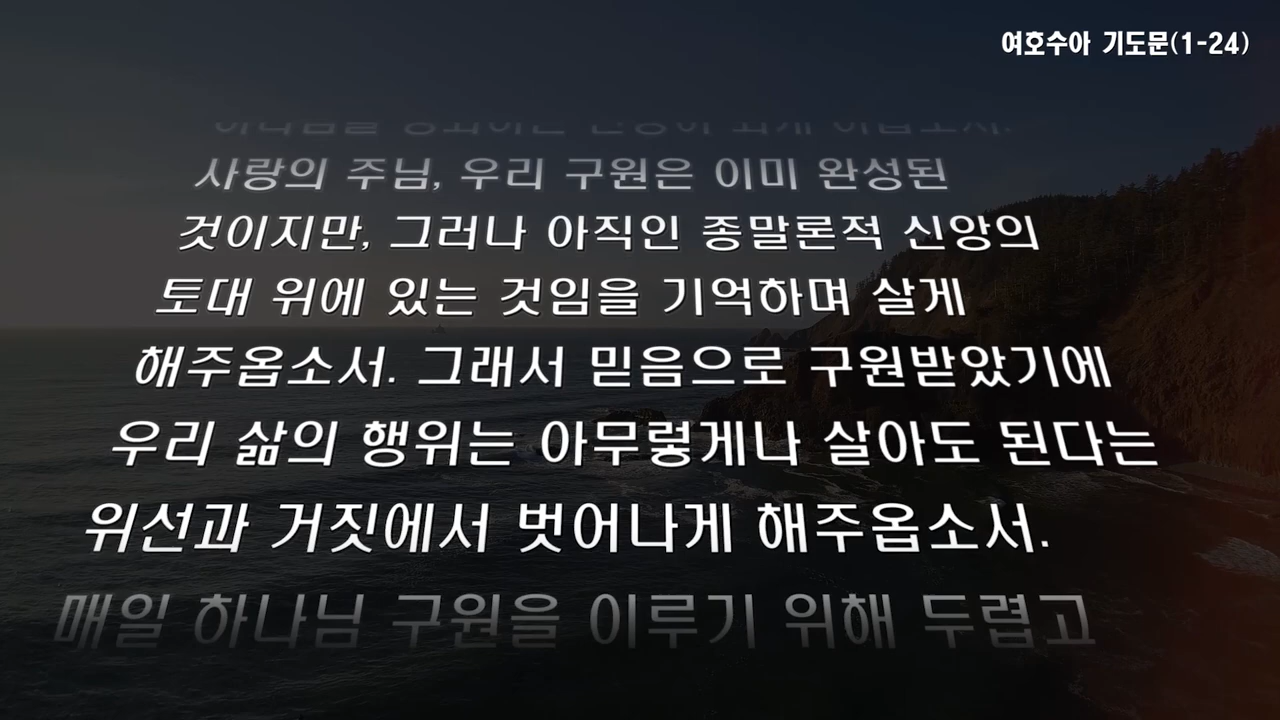 여호수아 기도문(1-24)
사랑의 주님, 우리 구원은 이미 완성된
것이지만, 그러나 아직인 종말론적 신앙의
토대 위에 있는 것임을 기억하며 살게
해주옵소서. 그래서 믿음으로 구원받았기에
우리 삶의 행위는 아무렇게나 살아도 된다는
위선과 거짓에서 벗어나게 해주옵소서.
매일 하나님 구원을 이루기 위해 두렵고